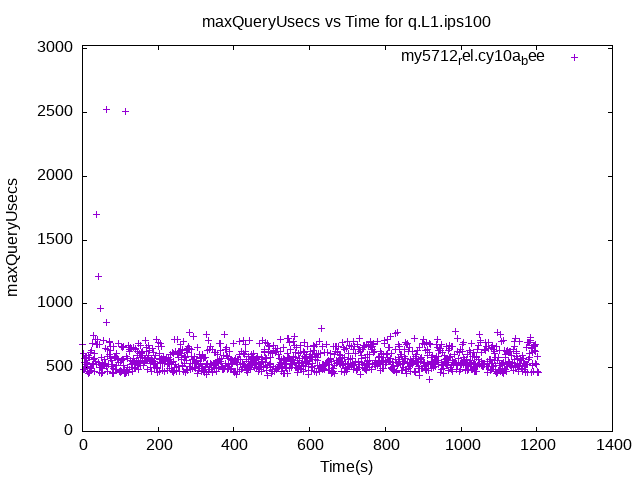 maxQueryUsecs vs Time for q.L1.ips100
my5712rel.cy10abee
3000
2500
2000
1500
1000
500
0
maxQueryUsecs
0 200 400 600 800 1000 1200 1400
Time(s)